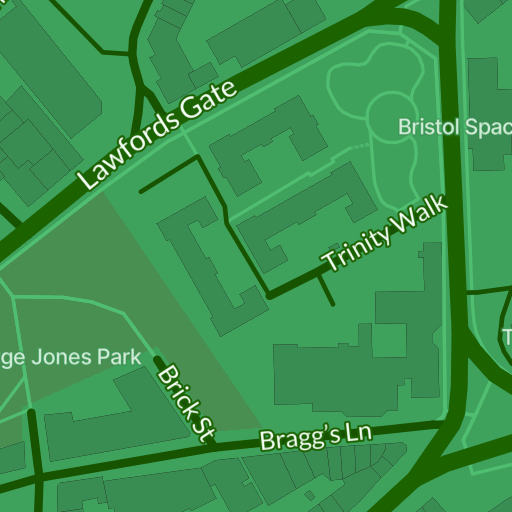 Lawfords Gate
Bristol Spac
Trinity Walk
ge Jones Park
Brick St
Bragg's Ln
T